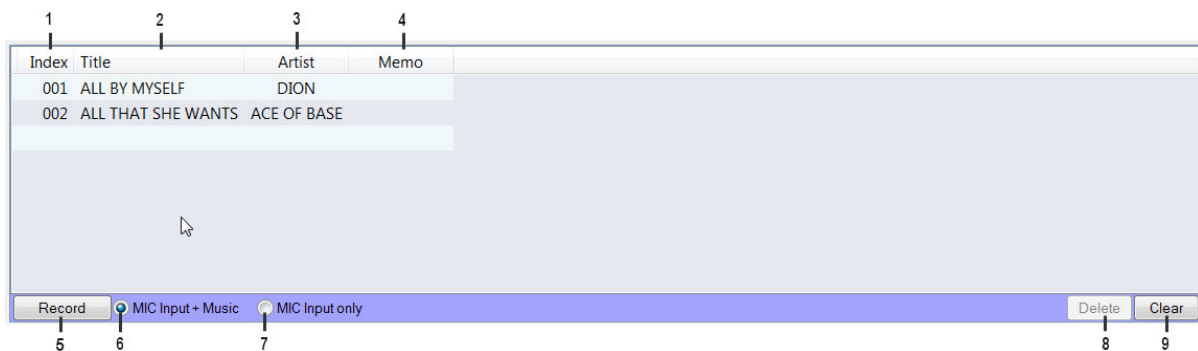 1 2 3 4
Index Title Artist Memo
001 ALL BY MYSELF DION
002 ALL THAT SHE WANTS ACE OF BASE
Record MIC Input + Music MIC Input only Delete Clear
5 6 7 8 9